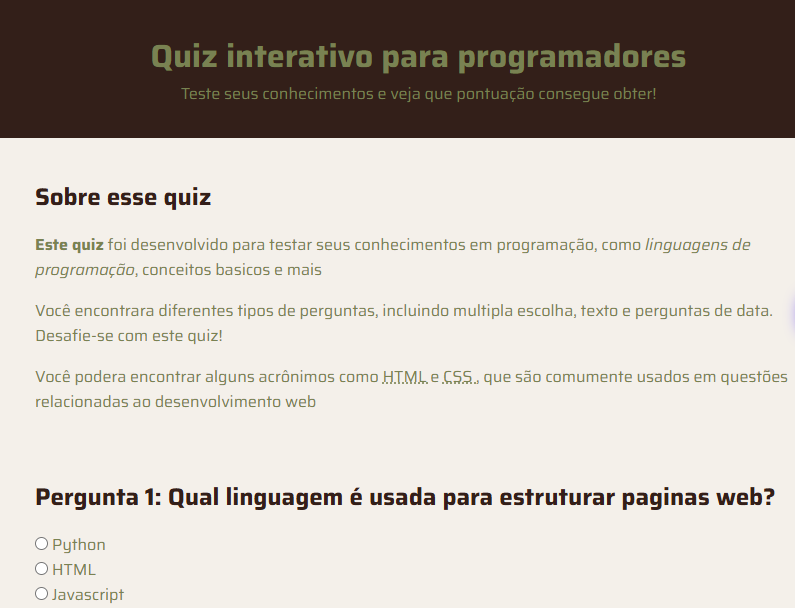 Quiz interativo para programadores
Teste seus conhecimentos e veja que pontuação consegue obter!
Sobre esse quiz
Este quiz foi desenvolvido para testar seus conhecimentos em programação, como linguagens de
programação, conceitos basicos e mais
Você encontrara diferentes tipos de perguntas, incluindo multipla escolha, texto e perguntas de data.
Desafie-se com este quiz!
Você podera encontrar alguns acrônimos como HTML e CSS , que são comumente usados em questões
relacionadas ao desenvolvimento web
Pergunta 1: Qual linguagem é usada para estruturar paginas web?
Python
HTML
Javascript